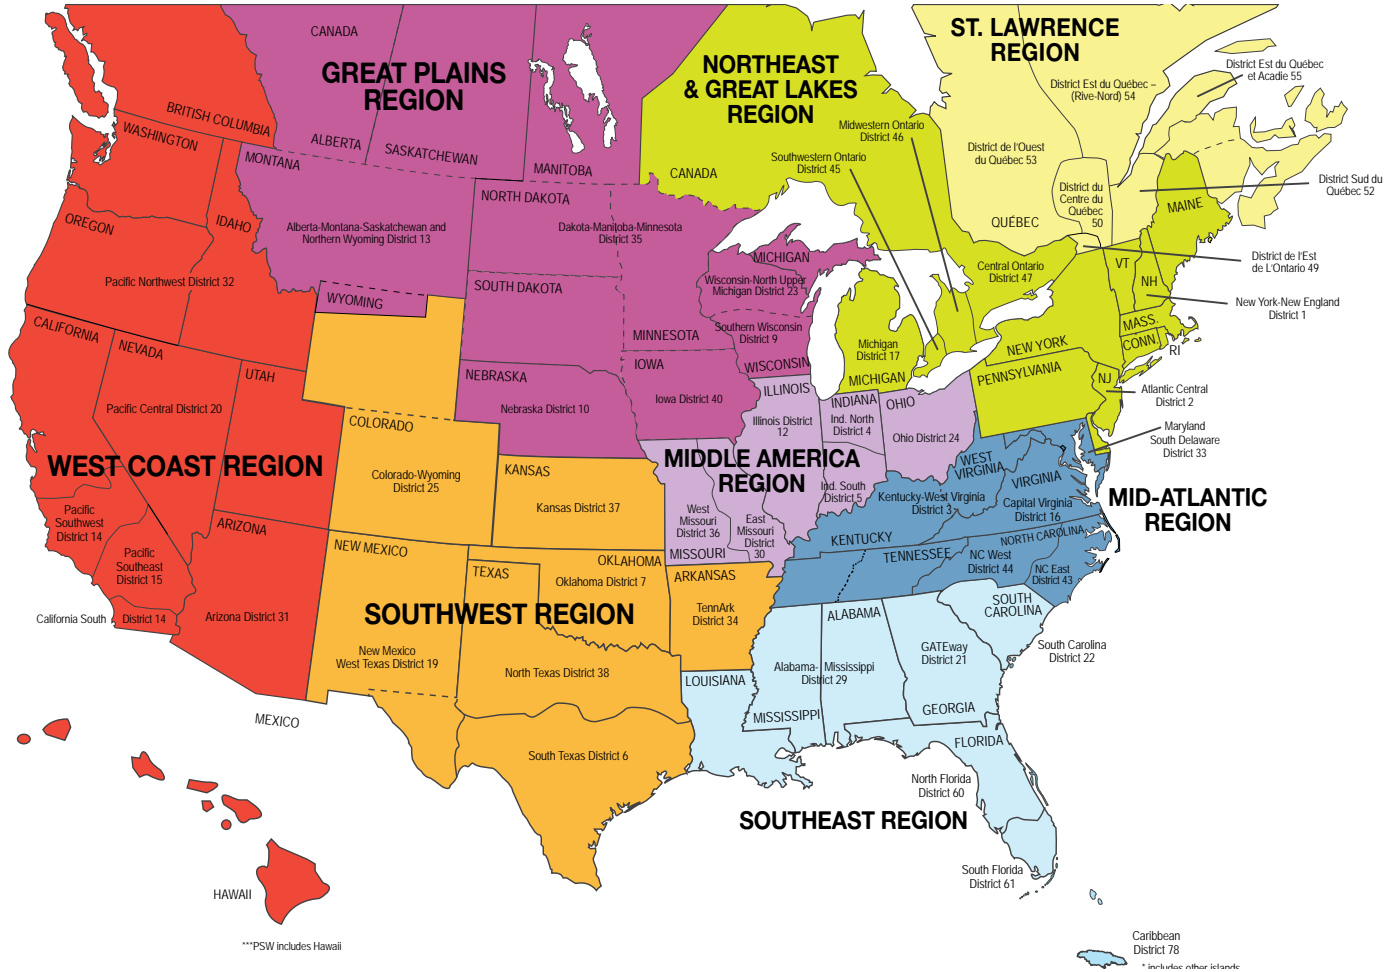 ST. LAWRENCE
REGION
CANADA
GREAT PLAINS
REGION
NORTHEAST
& GREAT LAKES
REGION
District Est du Québec
et Acadie 55
District Est du Québec –
(Rive-Nord) 54
BRITISH COLUMBIA
WASHINGTON
ALBERTA
SASKATCHEWAN
MANITOBA
MONTANA
Midwestern Ontario
District 46
Southwestern Ontario
District 45
CANADA
District de l'Ouest
du Québec 53
District du
Centre du
Québec
50
QUÉBEC
District Sud du
Québec 52
MAINE
OREGON
IDAHO
NORTH DAKOTA
Alberta-Montana-Saskatchewan and
Northern Wyoming District 13
Dakota-Manitoba-Minnesota
District 35
MICHIGAN
Wisconsin-North Upper
Michigan District 23
Central Ontario
District 47
VT
NH
District de l'Est
de L'Ontario 49
Pacific Northwest District 32
WYOMING
SOUTH DAKOTA
MINNESOTA
Southern Wisconsin
District 9
WISCONSIN
New York-New England
District 1
MASS.
CONN.
RI
NEW YORK
CALIFORNIA
NEVADA
UTAH
NEBRASKA
IOWA
Michigan
District 17
MICHIGAN
PENNSYLVANIA
NJ
Atlantic Central
District 2
Pacific Central District 20
Nebraska District 10
Iowa District 40
ILLINOIS
INDIANA
OHIO
Illinois District
12
Ind. North
District 4
Ohio District 24
Maryland
South Delaware
District 33
COLORADO
WEST COAST REGION
Colorado-Wyoming
District 25
KANSAS
Kansas District 37
MIDDLE AMERICA
REGION
Ind. South
District 5
WEST
VIRGINIA
VIRGINIA
Kentucky-West Virginia
District 3
Capital Virginia
District 16
MID-ATLANTIC
REGION
Pacific
Southwest
District 14
Pacific
Southeast
District 15
ARIZONA
NEW MEXICO
West
Missouri
District 36
East
Missouri
District
30
MISSOURI
KENTUCKY
TENNESSEE
NORTH CAROLINA
NC West
District 44
NC East
District 43
California South
District 14
Arizona District 31
TEXAS
OKLAHOMA
Oklahoma District 7
ARKANSAS
TennArk
District 34
SOUTHWEST REGION
New Mexico
West Texas District 19
North Texas District 38
LOUISIANA
ALABAMA
Alabama- Mississippi
District 29
MISSISSIPPI
SOUTH
CAROLINA
GATEway
District 21
GEORGIA
South Carolina
District 22
MEXICO
South Texas District 6
FLORIDA
North Florida
District 60
SOUTHEAST REGION
South Florida
District 61
HAWAII
***PSW includes Hawaii
Caribbean
District 78
* includes other islands